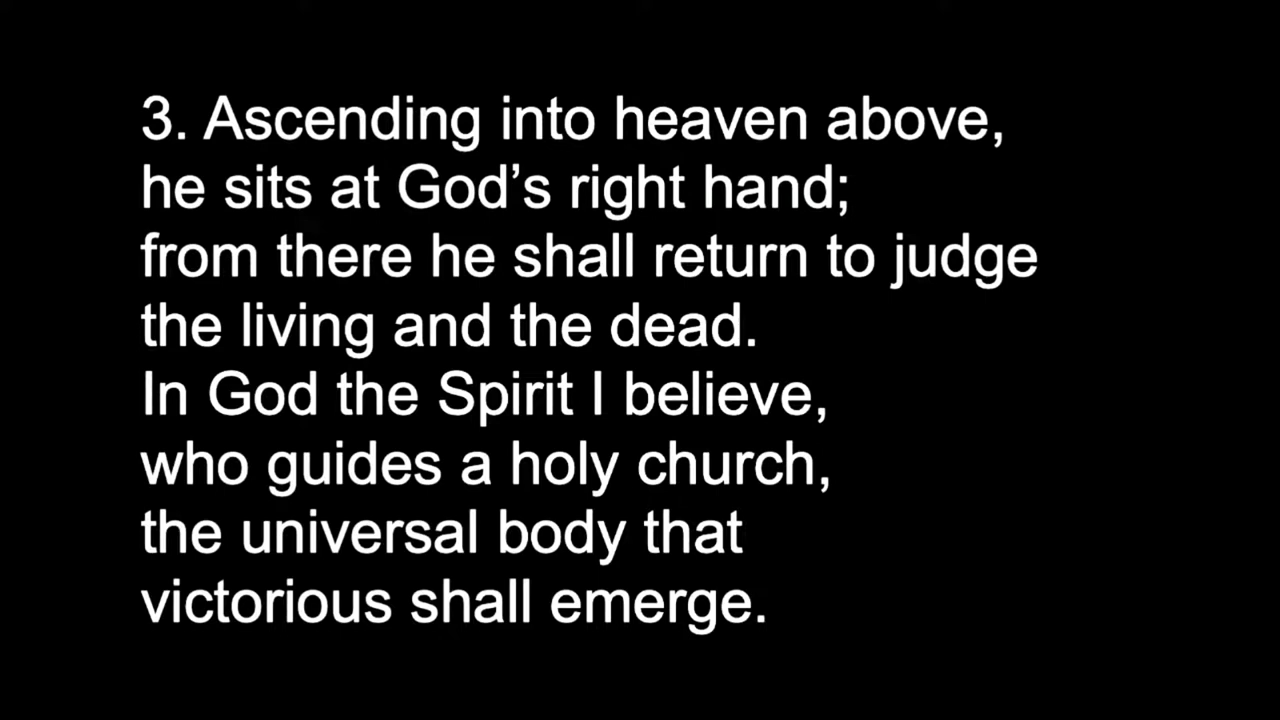 3. Ascending into heaven above,
he sits at God’s right hand;
from there he shall return to judge
the living and the dead.
In God the Spirit I believe,
who guides a holy church,
the universal body that
victorious shall emerge.